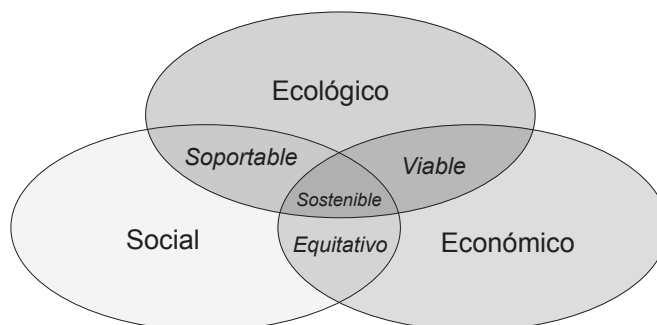 Ecológico
Soportable
Viable
Sostenible
Social
Equitativo
Económico